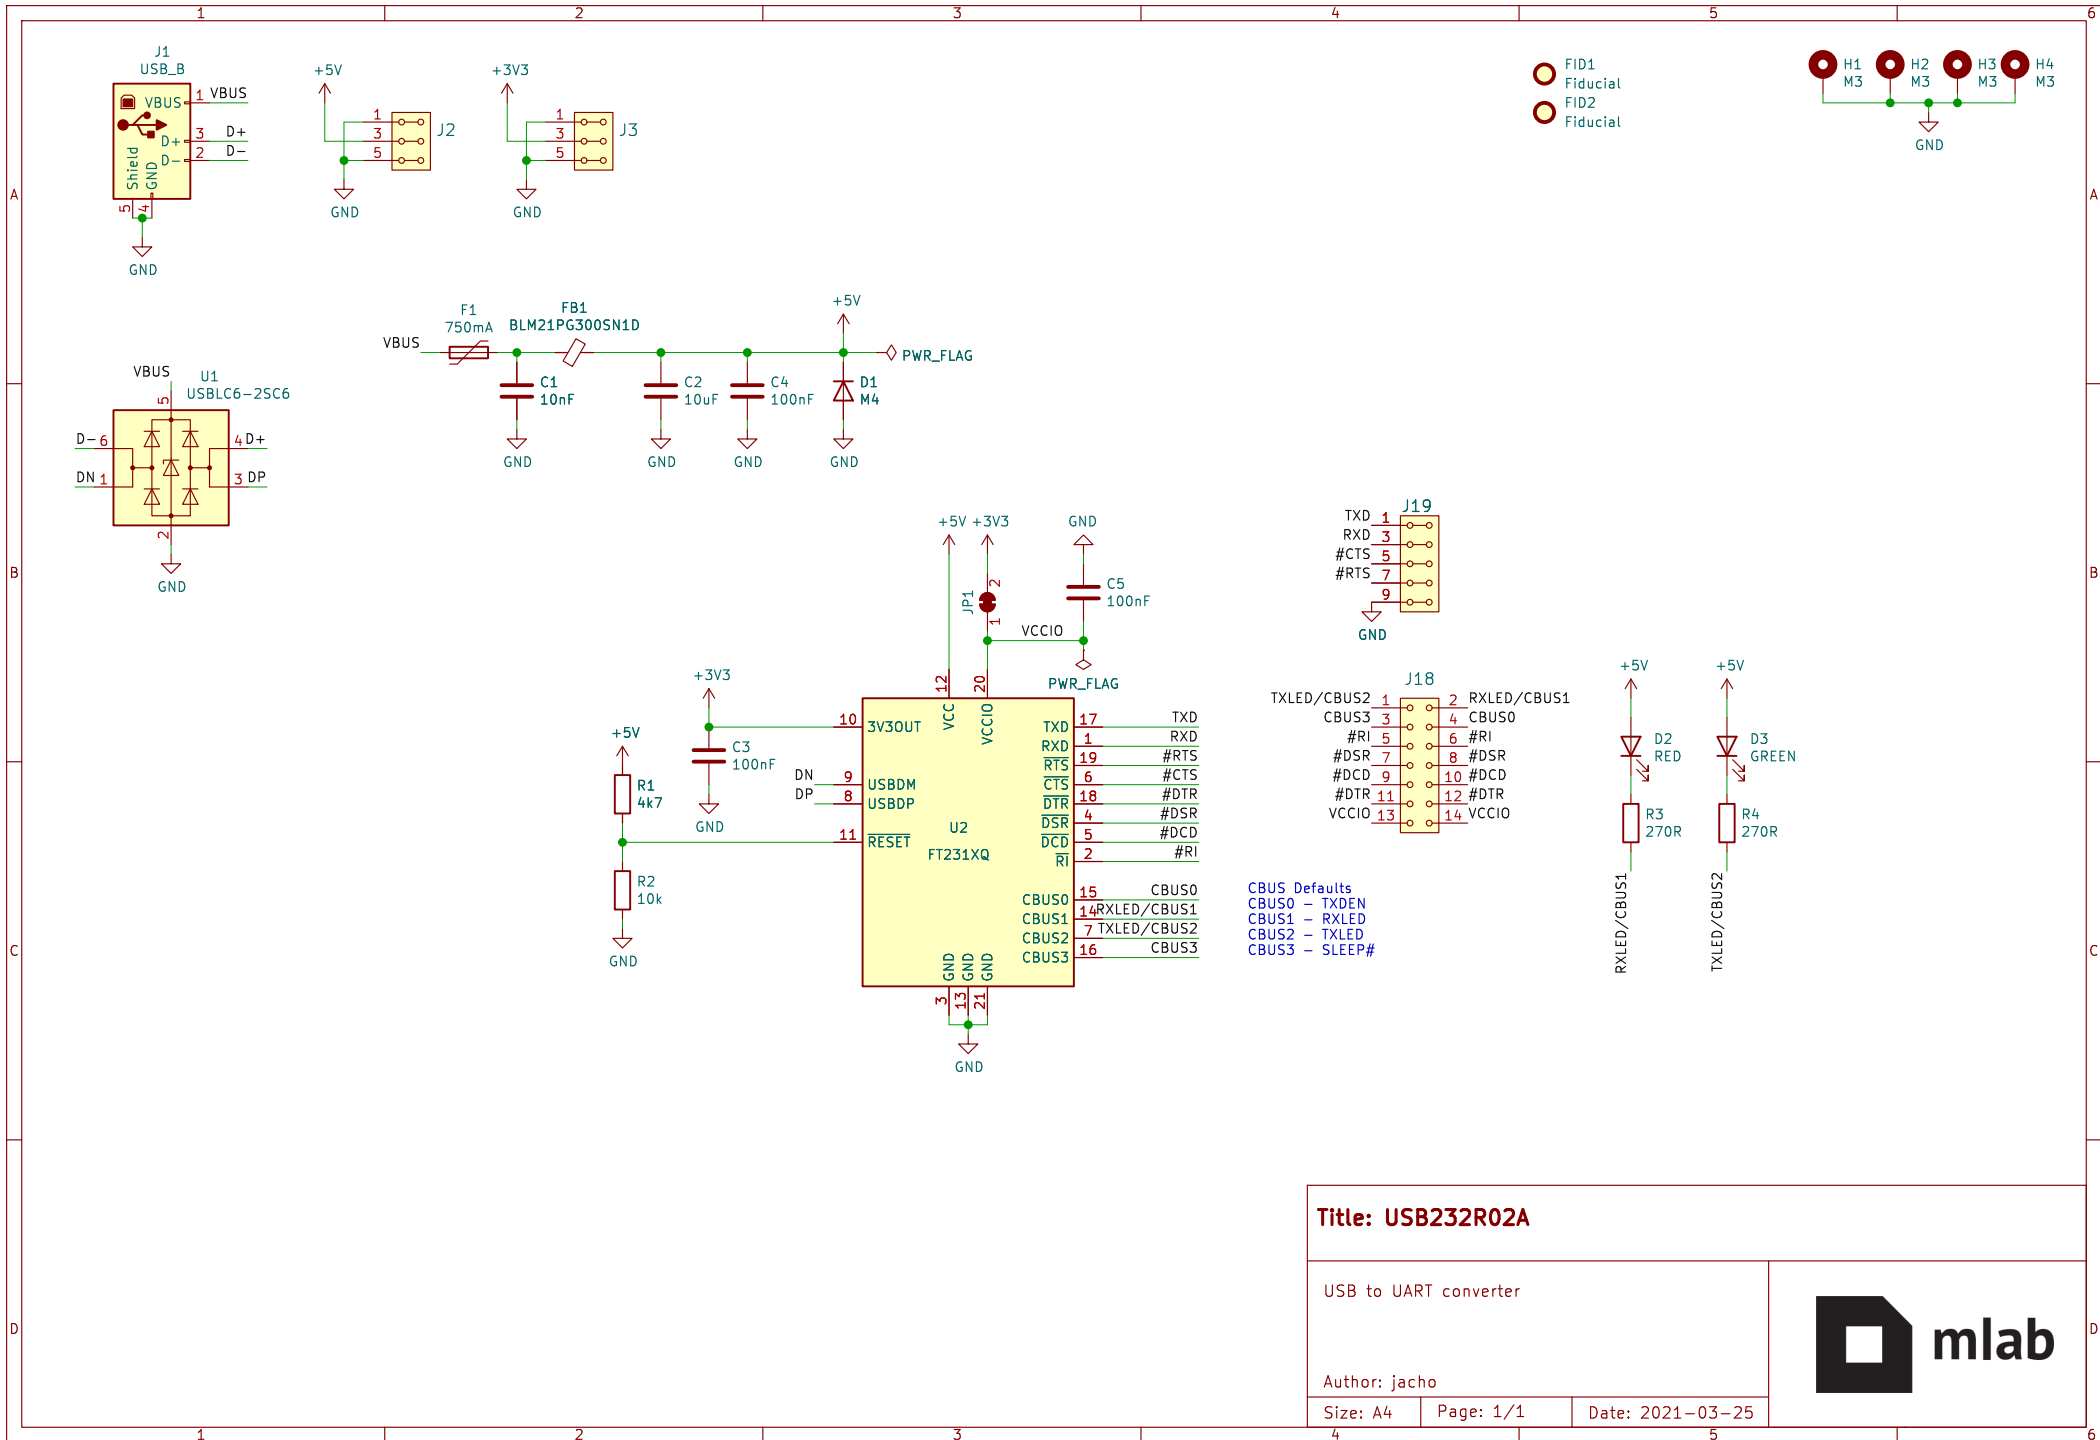 1 2 3 4 5 6
A
B
C
D
A
B
C
D
1 2 3 4 5 6
J1
USB_B
VBUS 1 VBUS
D+ 3 D+
D- 2 D-
Shield
GND
5 4
GND
+5V
1
3
5
J2
GND
+3V3
1
3
5
J3
GND
FID1
Fiducial
FID2
Fiducial
H1
M3
H2
M3
H3
M3
H4
M3
GND
VBUS
F1
750mA
FB1
BLM21PG300SN1D
+5V
PWR_FLAG
C1
10nF
C2
10uF
C4
100nF
D1
M4
GND GND GND GND
VBUS
U1
USBLC6-2SC6
5
D- 6
4 D+
DN 1
3 DP
2
GND
+5V +3V3 GND
JP1
2
1
C5
100nF
VCCIO
PWR_FLAG
12 20
VCC
VCCIO
+3V3
C3
100nF
GND
+5V
R1
4k7
R2
10k
GND
10 3V3OUT
DN 9 USBDM
DP 8 USBDP
11 RESET
U2
FT231XQ
TXD 17 TXD
RXD 1 RXD
RTS 19 #RTS
CTS 6 #CTS
DTR 18 #DTR
DSR 4 #DSR
DCD 5 #DCD
RI 2 #RI
CBUS0 15 CBUS0
CBUS1 14 RXLED/CBUS1
CBUS2 7 TXLED/CBUS2
CBUS3 16 CBUS3
GND GND GND
3 13 21
GND
J19
TXD 1
RXD 3
#CTS 5
#RTS 7
9
GND
J18
TXLED/CBUS2 1 2 RXLED/CBUS1
CBUS3 3 4 CBUS0
#RI 5 6 #RI
#DSR 7 8 #DSR
#DCD 9 10 #DCD
#DTR 11 12 #DTR
VCCIO 13 14 VCCIO
CBUS Defaults
CBUS0 - TXDEN
CBUS1 - RXLED
CBUS2 - TXLED
CBUS3 - SLEEP#
+5V
D2
RED
R3
270R
RXLED/CBUS1
+5V
D3
GREEN
R4
270R
TXLED/CBUS2
Title: USB232R02A
USB to UART converter
Author: jacho
Size: A4 Page: 1/1 Date: 2021-03-25
mlab